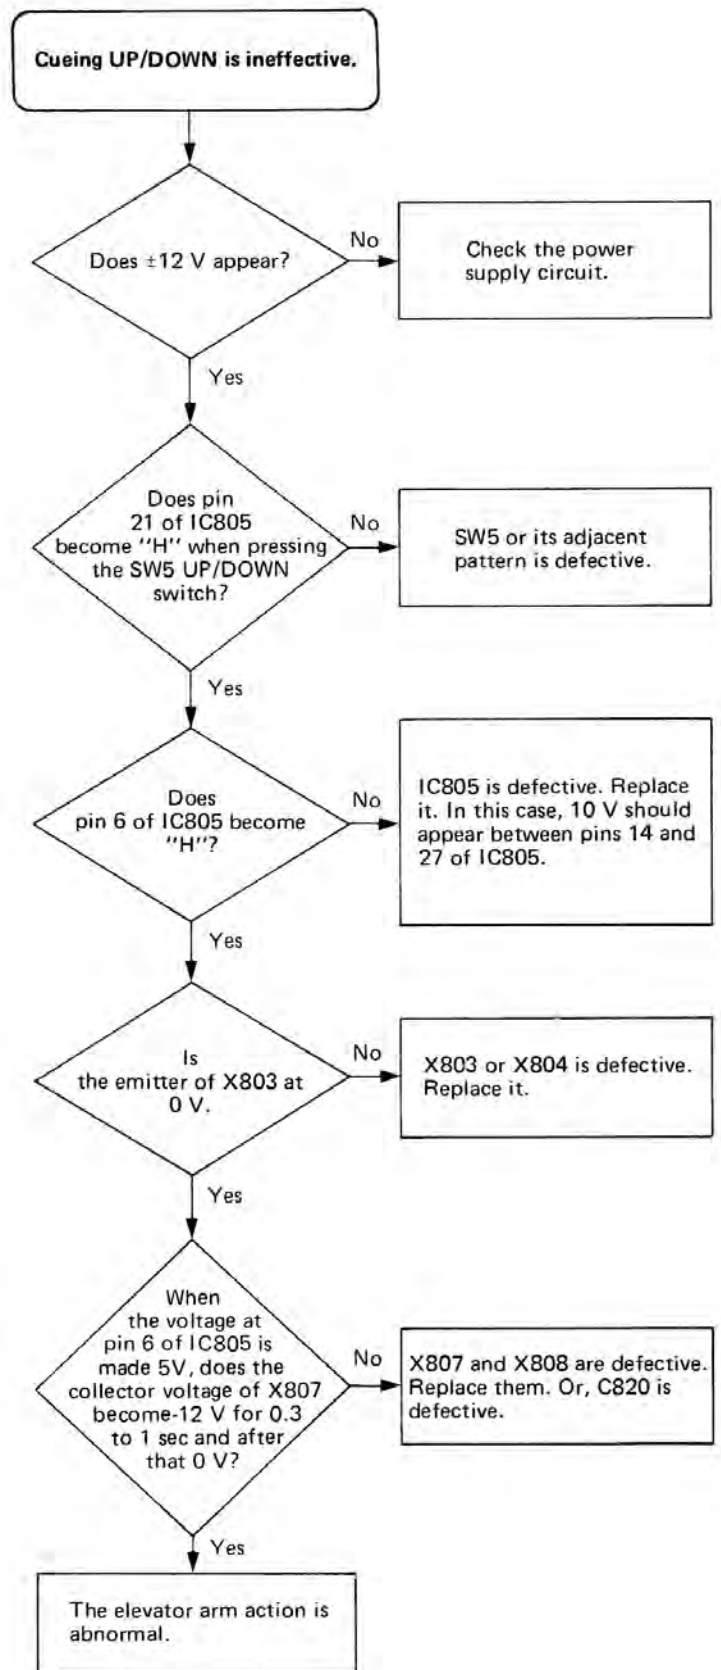 Cueing UP/DOWN is ineffective.
Does ±12 V appear?
No
Check the power
supply circuit.
Yes
Does pin
21 of IC805
become "H" when pressing
the SW5 UP/DOWN
switch?
No
SW5 or its adjacent
pattern is defective.
Yes
Does
pin 6 of IC805 become
"H"?
No
IC805 is defective. Replace
it. In this case, 10 V should
appear between pins 14 and
27 of IC805.
Yes
Is
the emitter of X803 at
0 V.
No
X803 or X804 is defective.
Replace it.
Yes
When
the voltage at
pin 6 of IC805 is
made 5V, does the
collector voltage of X807
become-12 V for 0.3
to 1 sec and after
that 0 V?
No
X807 and X808 are defective.
Replace them. Or, C820 is
defective.
Yes
The elevator arm action is
abnormal.